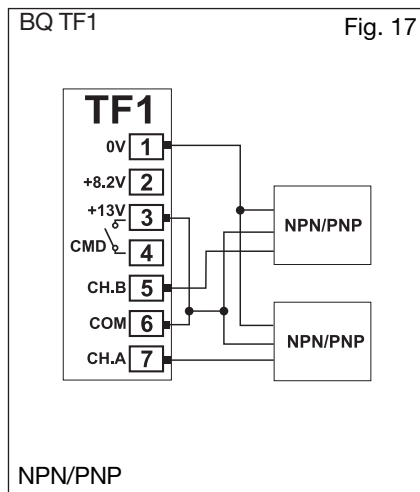 BQ TF1 Fig. 17
TF1
0V 1
+8.2V 2
+13V 3
CMD 4
CH.B 5
COM 6
CH.A 7
NPN/PNP
NPN/PNP
NPN/PNP